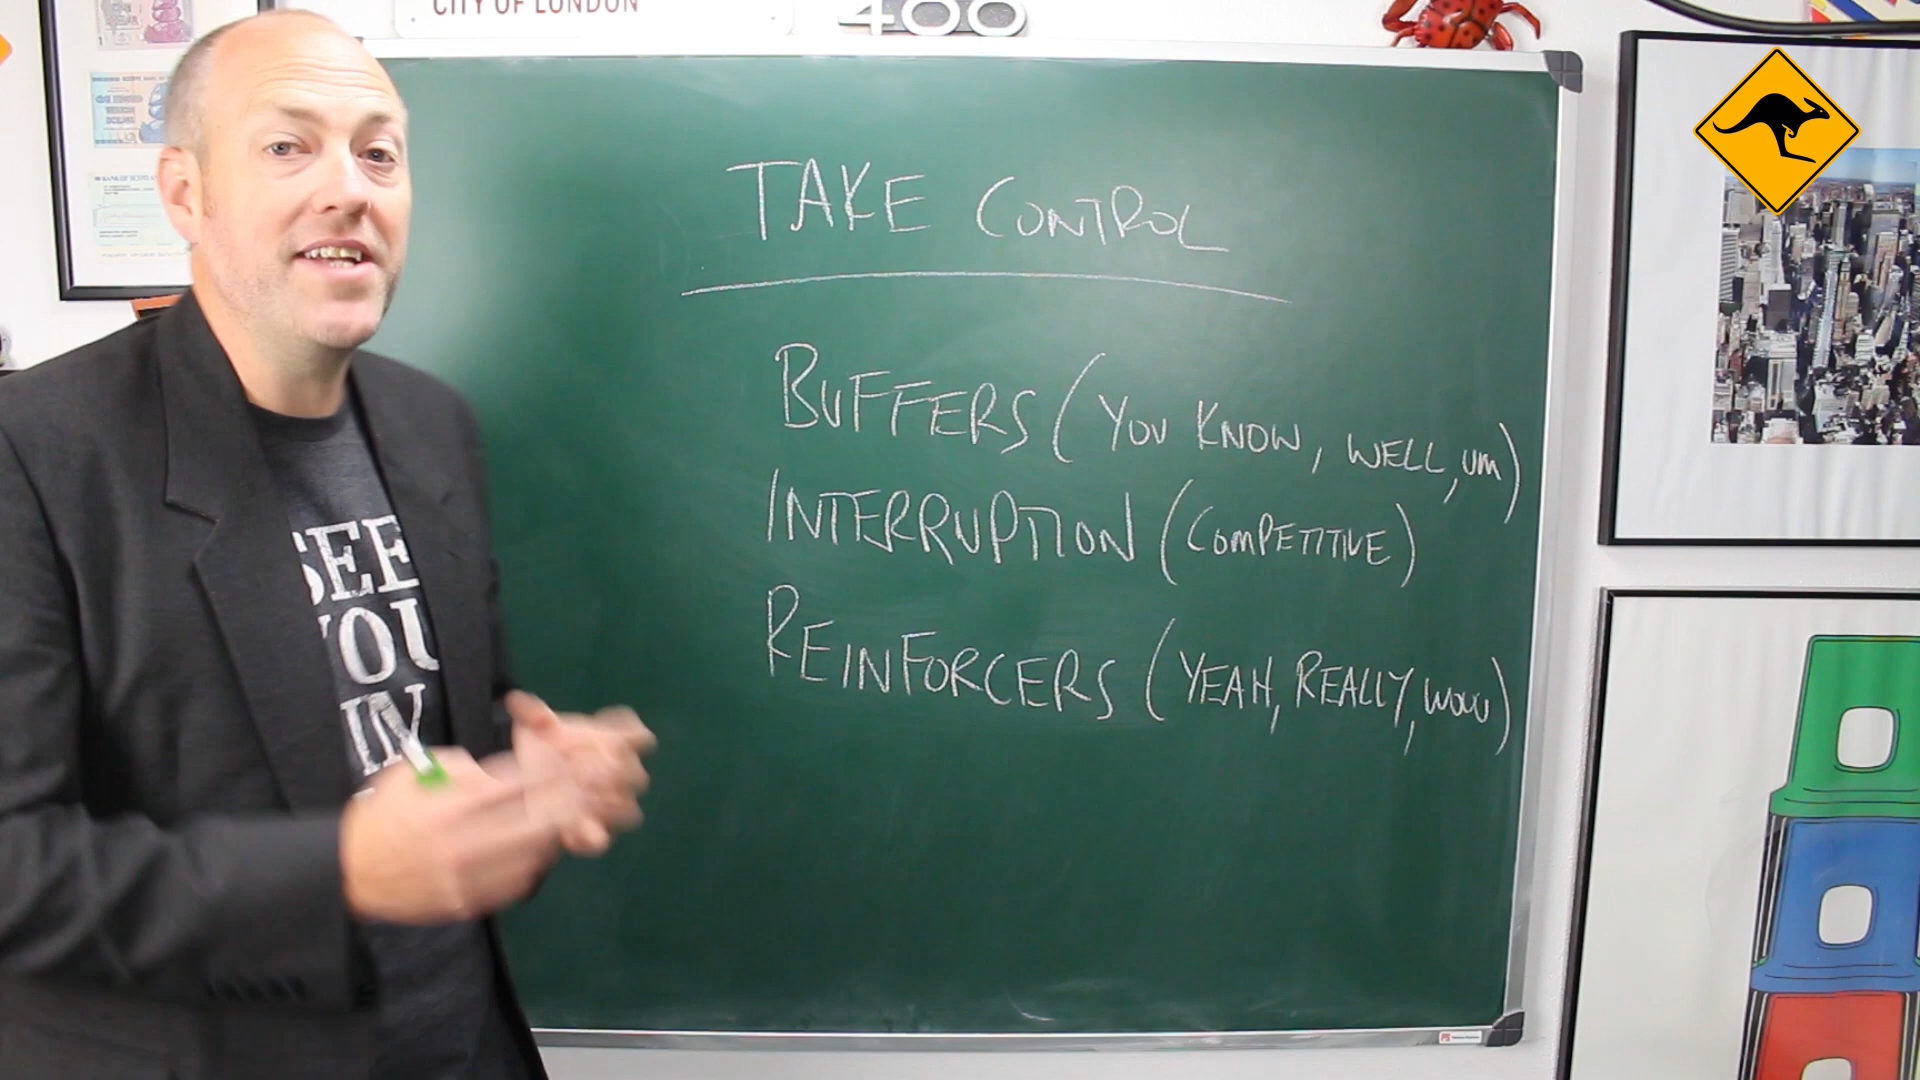 CITY OF LONDON
400
TAKE CONTROL
BUFFERS (YOU KNOW, WELL, UM)
INTERRUPTION (COMPETITIVE)
REINFORCERS (YEAH, REALLY, WOW)
SEE
YOU
IN